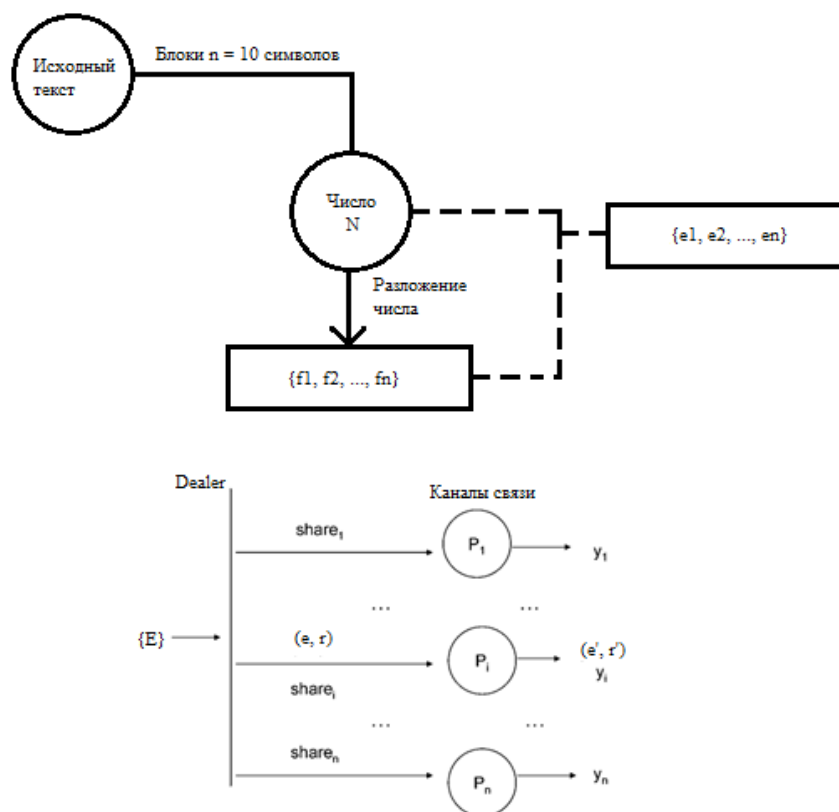 Блоки n = 10 символов
Исходный
текст
Число
N
{e1, e2, ..., en}
Разложение
числа
{f1, f2, ..., fn}
Dealer
Каналы связи
share1
P1
y1
...
...
{E}
(e, r)
Pi
(e', r')
yi
sharei
...
...
sharen
Pn
yn